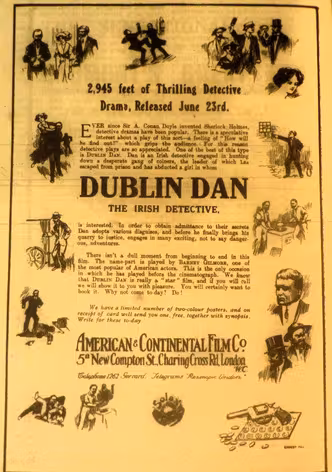 2,945 feet of Thrilling Detective
Drama, Released June 23rd.
EVER since Sir A. Conan Doyle invented Sherlock Holmes,
detective dramas have been popular. There is a speculative
interest about a play of this sort—a feeling of "How will
he find out?" which grips the audience. For this reason
detective plays are so appreciated. One of the best of this type
is DUBLIN DAN. Dan is an Irish detective engaged in hunting
down a desperate gang of coiners, the leader of which has
escaped from prison and has abducted a girl in whom
DUBLIN DAN
THE IRISH DETECTIVE,
is interested. In order to obtain admittance to their secrets
Dan adopts various disguises, and before he finally brings his
quarry to justice, engages in many exciting, not to say danger-
ous, adventures.
There isn't a dull moment from beginning to end in this
film. The name-part is played by BARNEY GILMORE, one of
the most popular of American actors. This is the only occasion
in which he has played before the cinematograph. We know
that DUBLIN DAN is really a "star" film, and if you will call
we will show it to you with pleasure. You will certainly want to
book it. Why not come to-day? Do!
We have a limited number of two-colour posters, and on
receipt of card will send you one free, together with synopsis.
Write for these to-day
AMERICAN & CONTINENTAL FILM CO.
5a New Compton St., Charing Cross Rd, London
W.C.
Telephone 1762 Gerrard. Telegrams London